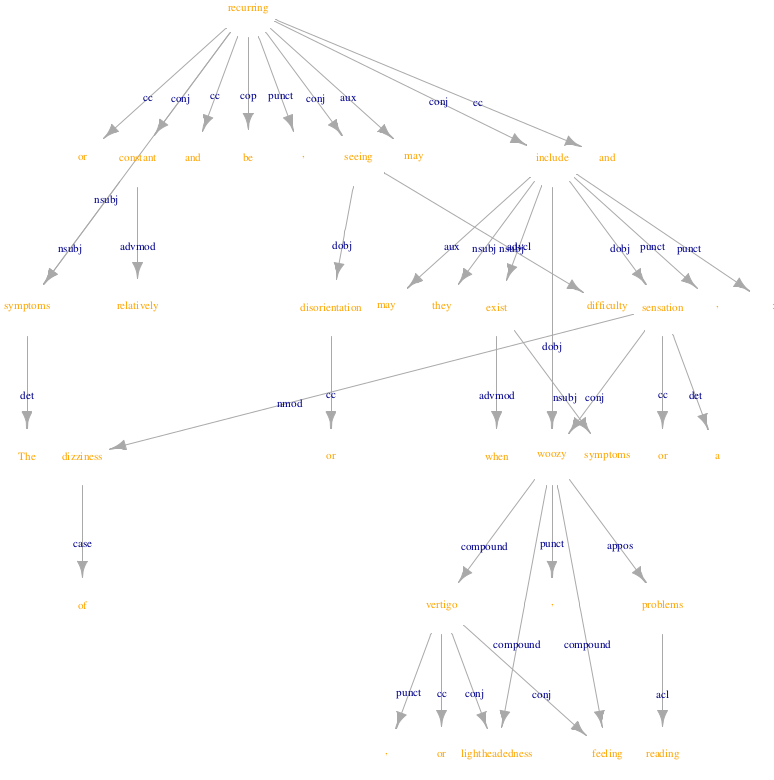 recurring
cc conj cc cop punct conj aux conj cc
or constant and be . seeing may include and
nsubj
nsubj advmod dobj aux nsubj nsubj advcl dobj punct punct
symptoms relatively disorientation may they exist difficulty sensation .
dobj
det nmod cc advmod nsubj conj cc det
The dizziness or when woozy symptoms or a
case compound punct appos
of vertigo , problems
compound compound
punct cc conj conj acl
, or lightheadedness feeling reading